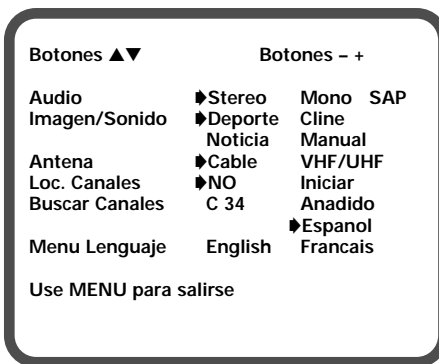 Botones ▲▼ Botones – +
Audio ➧Stereo Mono SAP
Imagen/Sonido ➧Deporte Cline
Noticia Manual
Antena ➧Cable VHF/UHF
Loc. Canales ➧NO Iniciar
Buscar Canales C 34 Anadido
➧Espanol
Menu Lenguaje English Francais
Use MENU para salirse